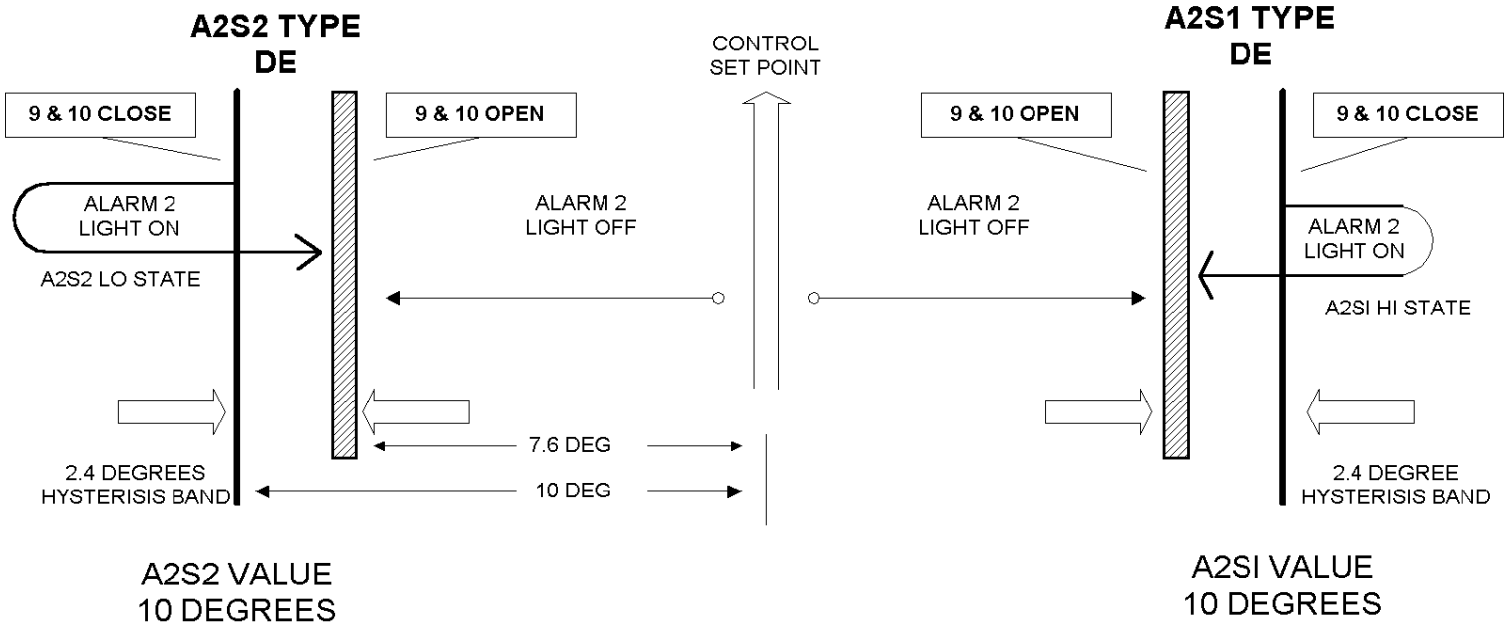 A2S2 TYPE
DE
CONTROL
SET POINT
A2S1 TYPE
DE
9 & 10 CLOSE
9 & 10 OPEN
9 & 10 OPEN
9 & 10 CLOSE
ALARM 2
LIGHT ON
ALARM 2
LIGHT OFF
ALARM 2
LIGHT OFF
ALARM 2
LIGHT ON
A2S2 LO STATE
A2SI HI STATE
7.6 DEG
10 DEG
2.4 DEGREES
HYSTERISIS BAND
2.4 DEGREE
HYSTERISIS BAND
A2S2 VALUE
10 DEGREES
A2SI VALUE
10 DEGREES